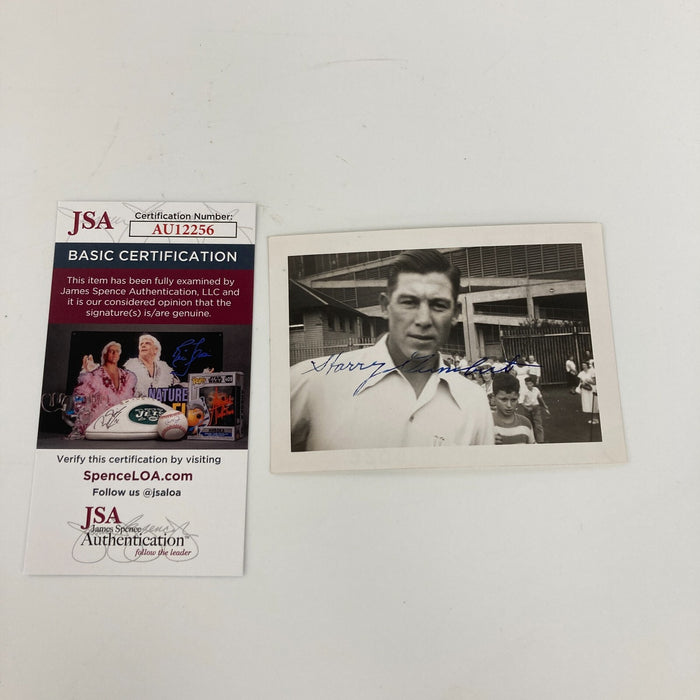 JSA
Certification Number:
AU12256
BASIC CERTIFICATION
This item has been fully examined by
James Spence Authentication, LLC and
it is our considered opinion that the
signature(s) is/are genuine.
NATURE
JETS
Verify this certification by visiting
SpenceLOA.com
Follow us @jsaloa
JSA
James Spence
Authentication
follow the leader
Harry Gumbert